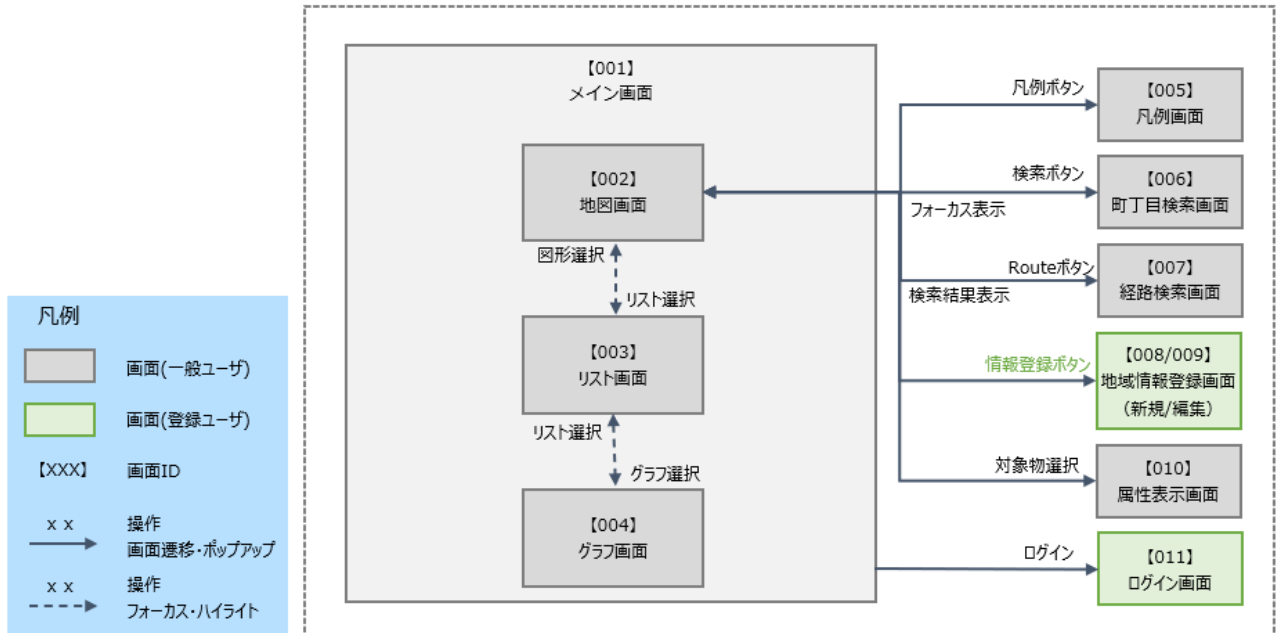 【001】
メイン画面
【002】
地図画面
図形選択
リスト選択
【003】
リスト画面
リスト選択
グラフ選択
【004】
グラフ画面
凡例ボタン
【005】
凡例画面
検索ボタン
フォーカス表示
【006】
町丁目検索画面
Routeボタン
検索結果表示
【007】
経路検索画面
情報登録ボタン
【008/009】
地域情報登録画面
(新規/編集)
対象物選択
【010】
属性表示画面
ログイン
【011】
ログイン画面
凡例
画面(一般ユーザ)
画面(登録ユーザ)
【XXX】 画面ID
x x 操作
画面遷移・ポップアップ
x x 操作
フォーカス・ハイライト